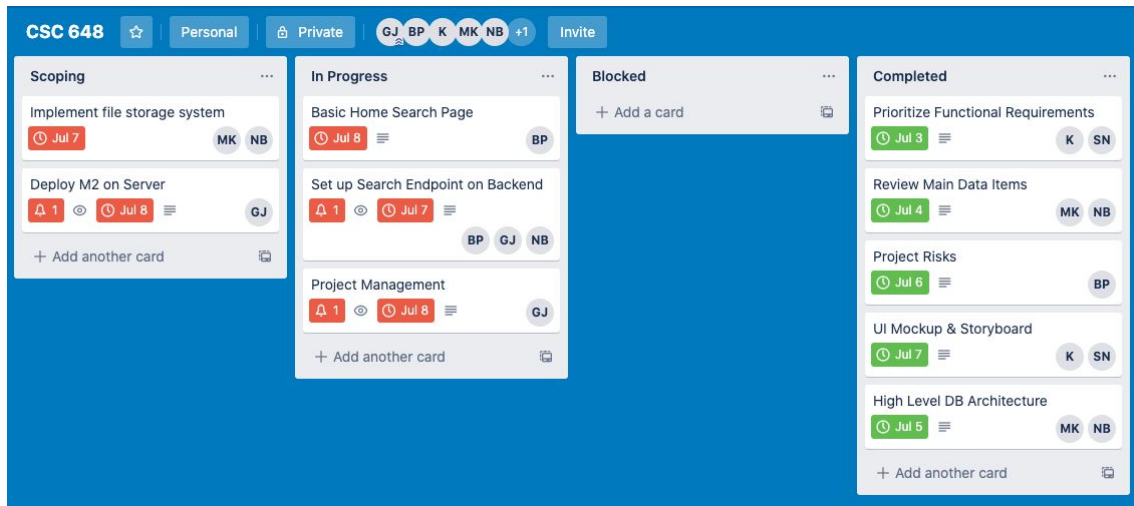 CSC 648 Personal Private GJ BP K MK NB +1 Invite
Scoping
Implement file storage system
Jul 7 MK NB
Deploy M2 on Server
1 Jul 8 GJ
+ Add another card
In Progress
Basic Home Search Page
Jul 8 BP
Set up Search Endpoint on Backend
1 Jul 7
BP GJ NB
Project Management
1 Jul 8 GJ
+ Add another card
Blocked
+ Add a card
Completed
Prioritize Functional Requirements
Jul 3 K SN
Review Main Data Items
Jul 4 MK NB
Project Risks
Jul 6 BP
UI Mockup & Storyboard
Jul 7 K SN
High Level DB Architecture
Jul 5 MK NB
+ Add another card